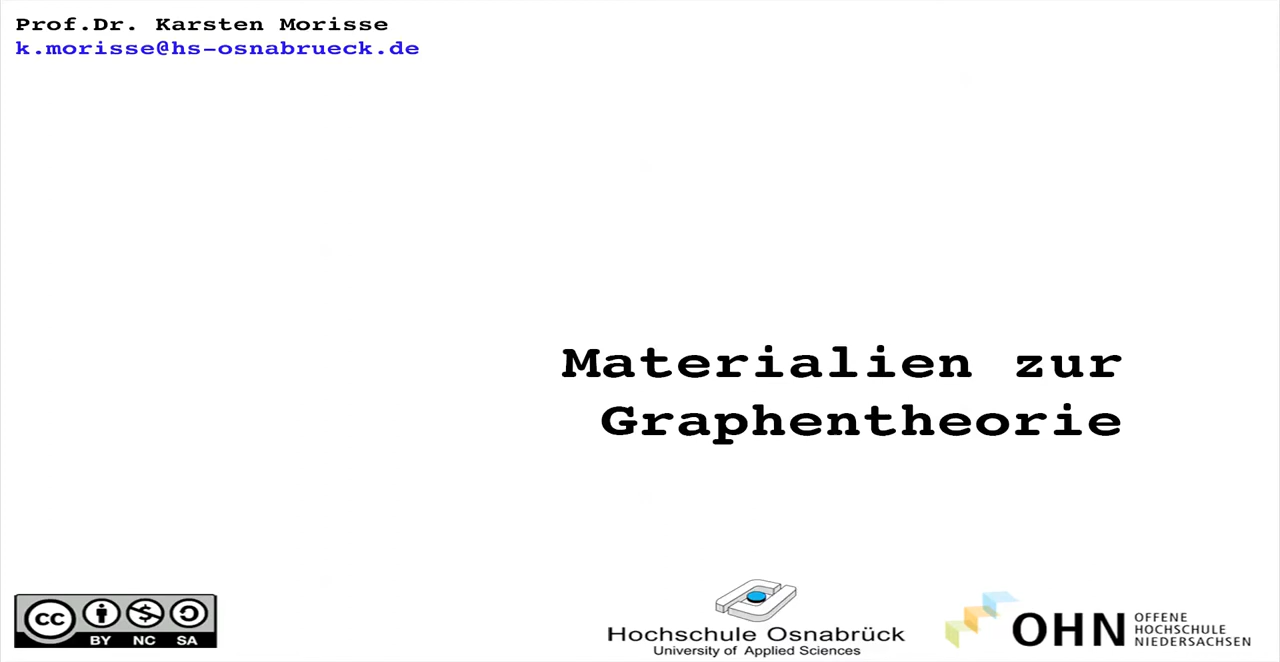 Prof.Dr. Karsten Morisse
k.morisse@hs-osnabrueck.de
Materialien zur
Graphentheorie
cc
BY NC SA
Hochschule Osnabrück
University of Applied Sciences
OHN
OFFENE
HOCHSCHULE
NIEDERSACHSEN